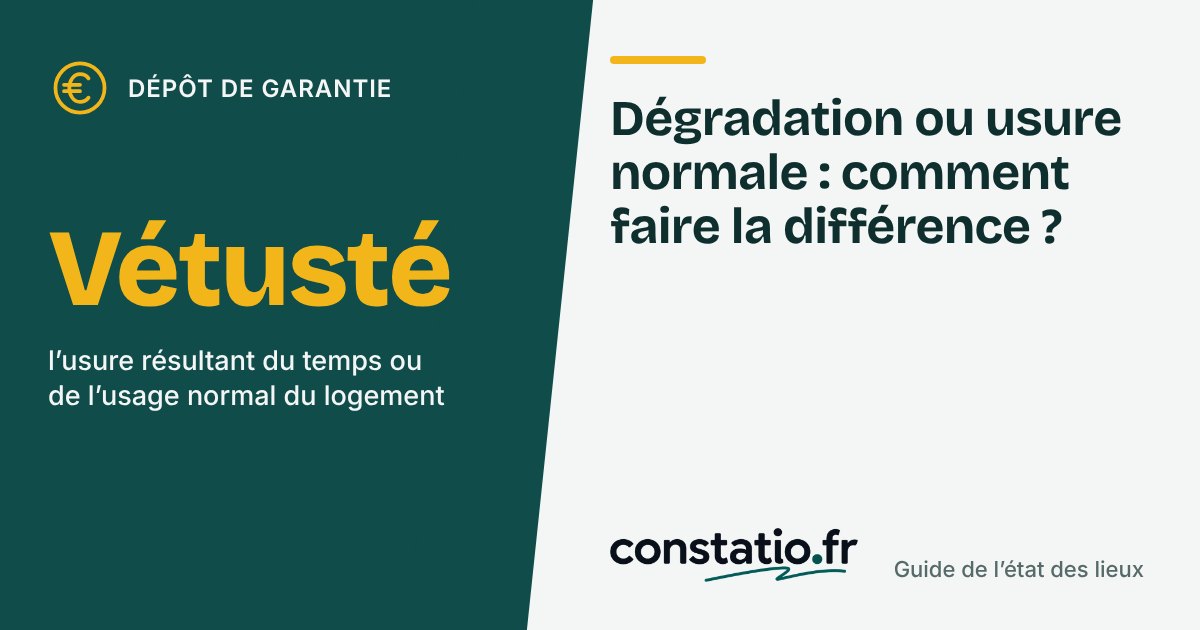 € DÉPÔT DE GARANTIE
Vétusté
l’usure résultant du temps ou
de l’usage normal du logement
Dégradation ou usure
normale : comment
faire la différence ?
constatio.fr
Guide de l’état des lieux